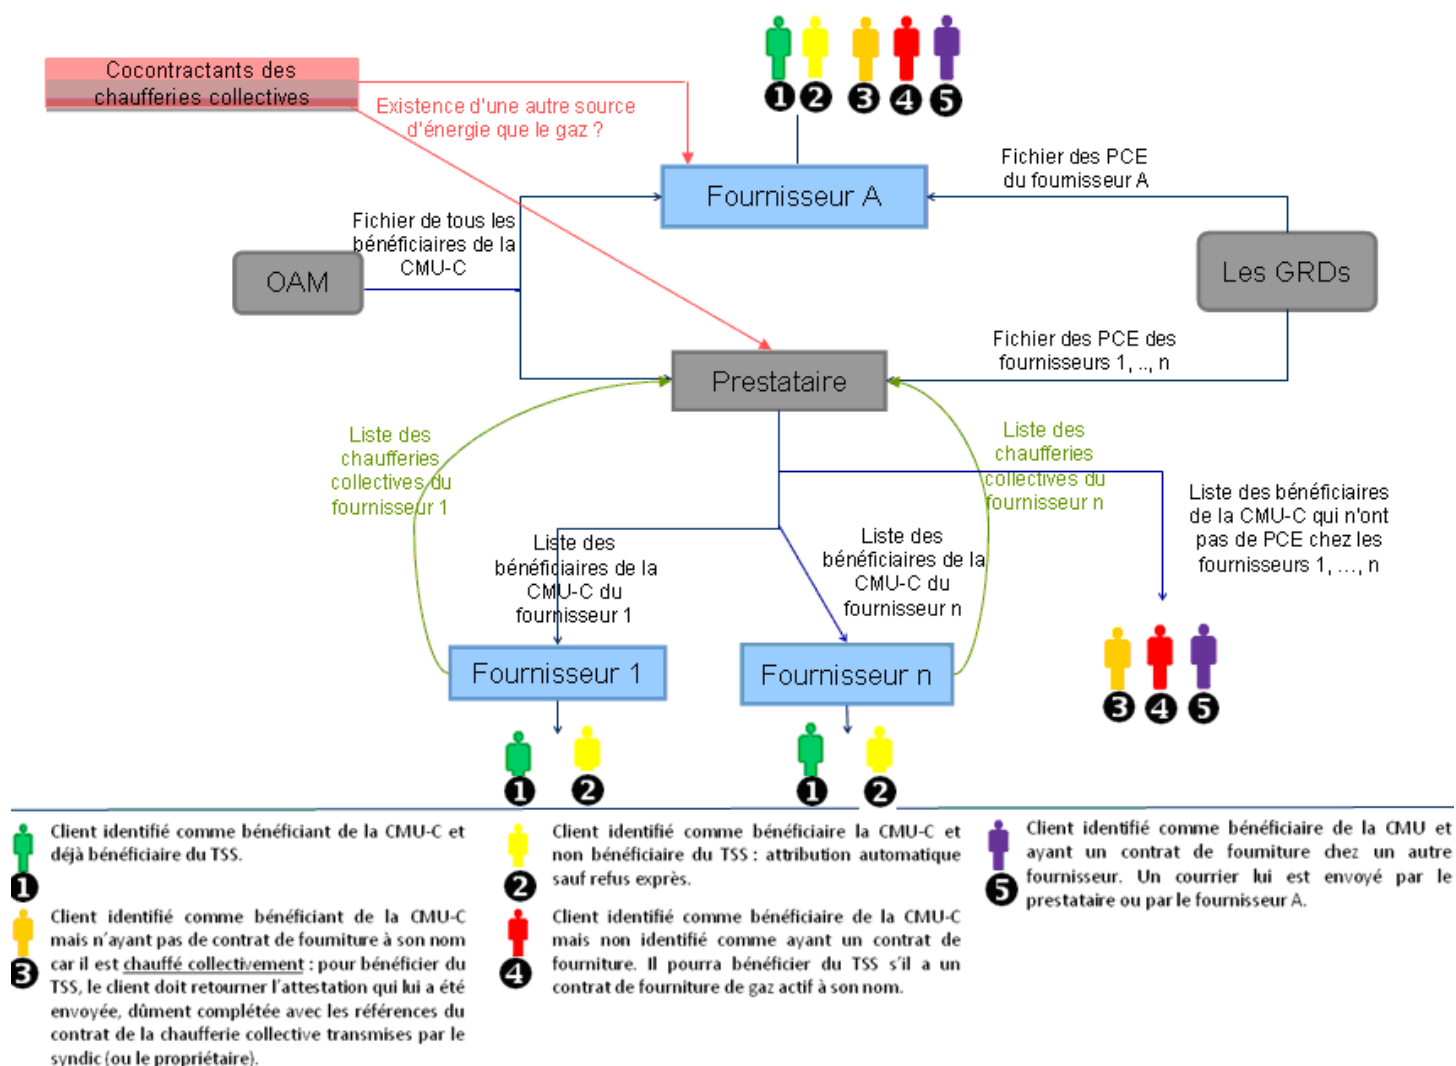 ❶ ❷ ❸ ❹ ❺
Cocontractants des
chaufferies collectives
Existence d'une autre source
d'énergie que le gaz ?
Fournisseur A
Fichier des PCE
du fournisseur A
Fichier de tous les
bénéficiaires de la
CMU-C
OAM
Les GRDs
Fichier des PCE des
fournisseurs 1, .., n
Prestataire
Liste des
chaufferies
collectives du
fournisseur 1
Liste des
chaufferies
collectives du
fournisseur n
Liste des bénéficiaires
de la CMU-C qui n'ont
pas de PCE chez les
fournisseurs 1, ..., n
Liste des
bénéficiaires de la
CMU-C du
fournisseur 1
Liste des
bénéficiaires de la
CMU-C du
fournisseur n
Fournisseur 1
Fournisseur n
❸ ❹ ❺
❶ ❷
❶ ❷
❶
Client identifié comme bénéficiant de la CMU-C et
déjà bénéficiaire du TSS.
❷
Client identifié comme bénéficiaire la CMU-C et
non bénéficiaire du TSS : attribution automatique
sauf refus exprès.
❺
Client identifié comme bénéficiaire de la CMU et
ayant un contrat de fourniture chez un autre
fournisseur. Un courrier lui est envoyé par le
prestataire ou par le fournisseur A.
❸
Client identifié comme bénéficiant de la CMU-C
mais n'ayant pas de contrat de fourniture à son nom
car il est chauffé collectivement : pour bénéficier du
TSS, le client doit retourner l'attestation qui lui a été
envoyée, dûment complétée avec les références du
contrat de la chaufferie collective transmises par le
syndic (ou le propriétaire).
❹
Client identifié comme bénéficiaire de la CMU-C
mais non identifié comme ayant un contrat de
fourniture. Il pourra bénéficier du TSS s'il a un
contrat de fourniture de gaz actif à son nom.